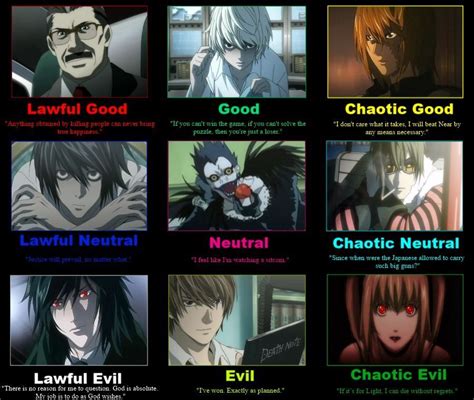 Lawful Good
"Anything obtained by killing people can never bring
true happiness."
Good
"If you can't win the game, if you can't solve the
puzzle, then you're just a loser."
Chaotic Good
"I don't care what it takes, I will beat Near by
any means necessary."
Lawful Neutral
"Justice will prevail, no matter what."
Neutral
"I feel like I'm watching a sitcom."
Chaotic Neutral
"Since when were the Japanese allowed to carry
such big guns?"
DEATH NOTE
Lawful Evil
"There is no reason for me to question. God is absolute.
My job is to do as God wishes."
Evil
"I've won. Exactly as planned."
Chaotic Evil
"If it's for Light, I can die without regrets."